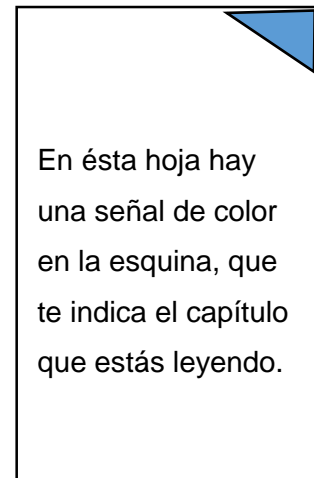 En ésta hoja hay
una señal de color
en la esquina, que
te indica el capítulo
que estás leyendo.